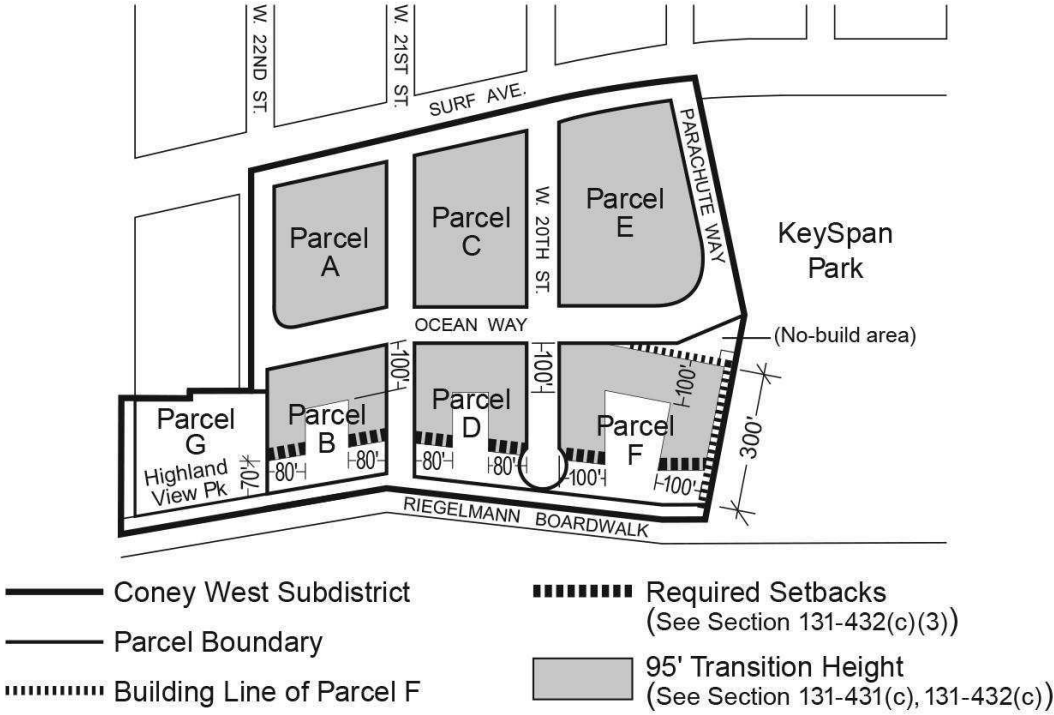 W. 22ND ST.
W. 21ST ST.
SURF AVE.
PARACHUTE WAY
Parcel
A
Parcel
C
W. 20TH ST.
Parcel
E
KeySpan
Park
OCEAN WAY
(No-build area)
100'
100'
100'
300'
Parcel
G
Highland
View Pk
Parcel
B
Parcel
D
Parcel
F
70'
80'
80'
80'
80'
100'
100'
RIEGELMANN BOARDWALK
Coney West Subdistrict
Parcel Boundary
Building Line of Parcel F
Required Setbacks
(See Section 131-432(c)(3))
95' Transition Height
(See Section 131-431(c), 131-432(c))